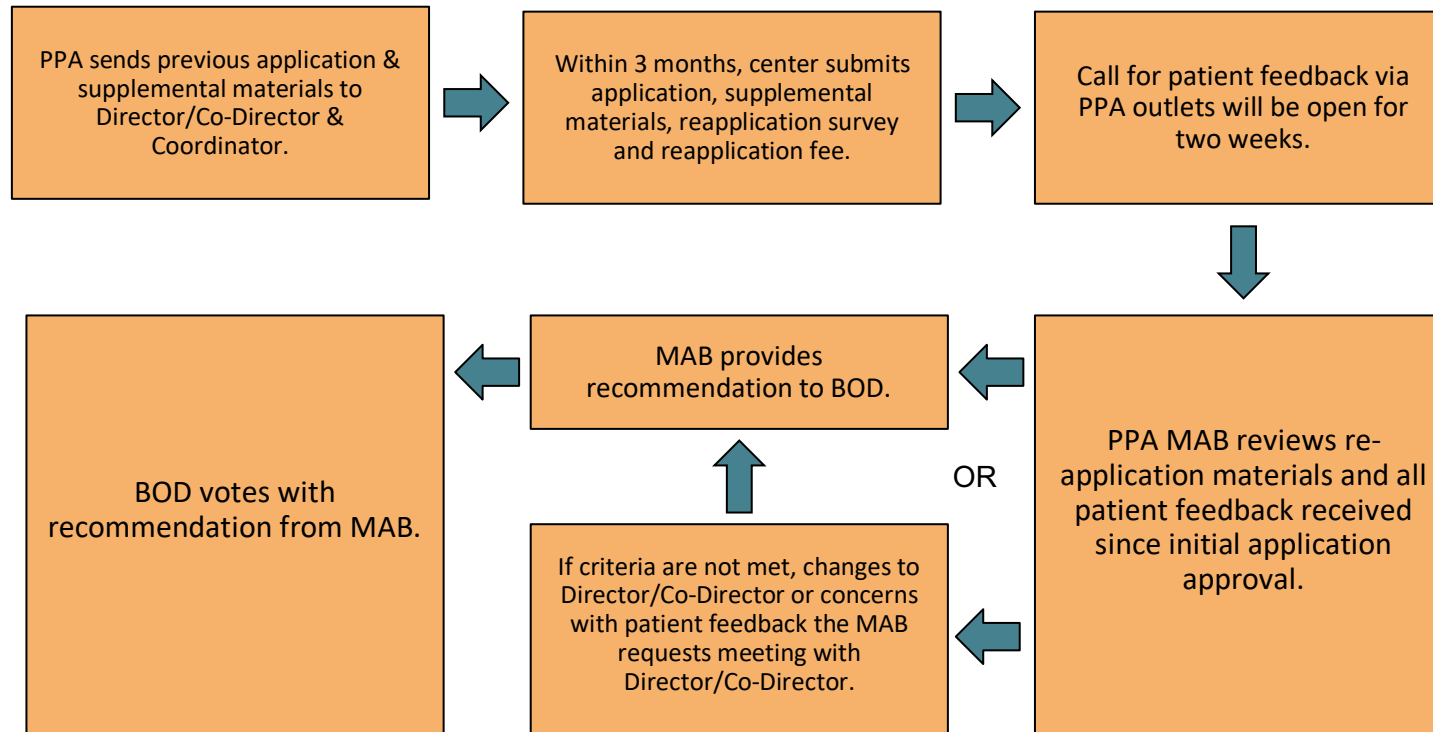 PPA sends previous application &
supplemental materials to
Director/Co-Director &
Coordinator.
Within 3 months, center submits
application, supplemental
materials, reapplication survey
and reapplication fee.
Call for patient feedback via
PPA outlets will be open for
two weeks.
PPA MAB reviews re-
application materials and all
patient feedback received
since initial application
approval.
OR
MAB provides
recommendation to BOD.
If criteria are not met, changes to
Director/Co-Director or concerns
with patient feedback the MAB
requests meeting with
Director/Co-Director.
BOD votes with
recommendation from MAB.